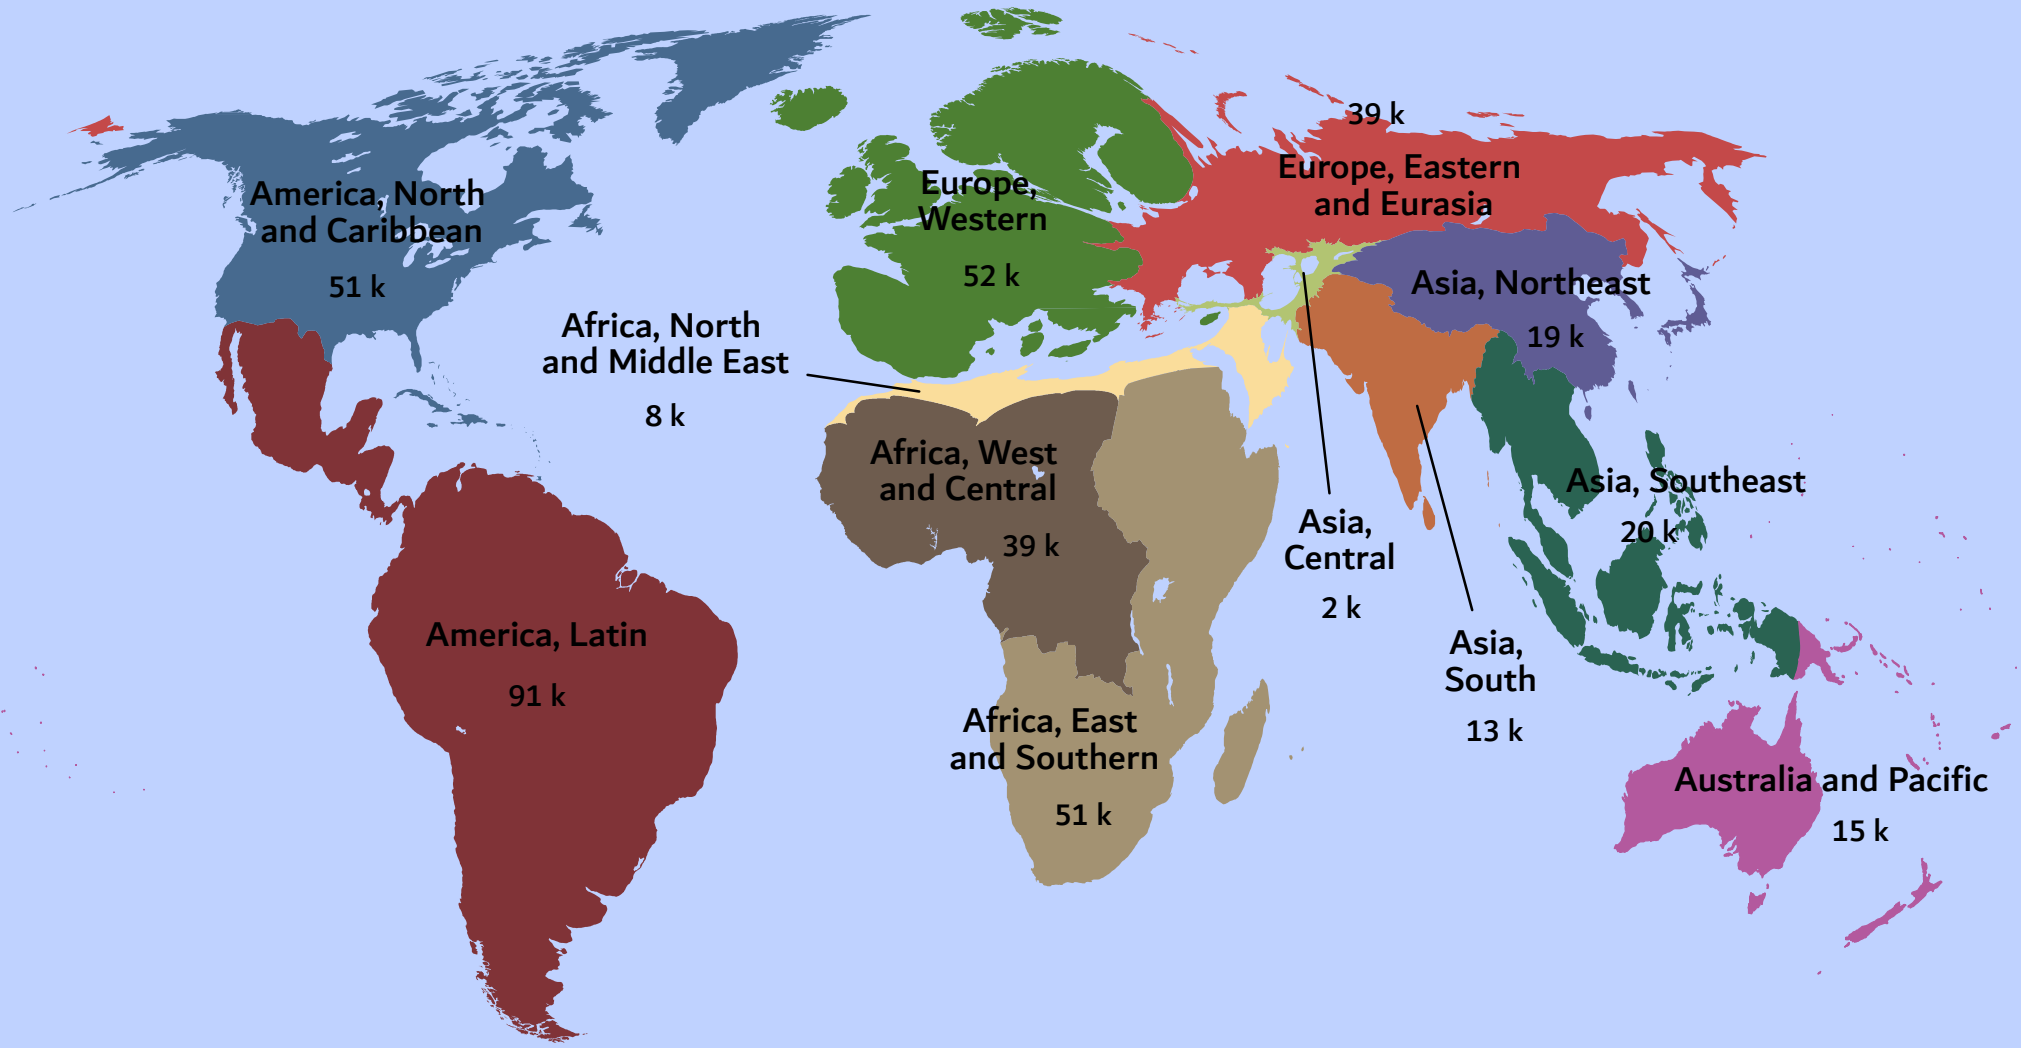 39 k
Europe, Eastern
and Eurasia
America, North
and Caribbean
51 k
Europe,
Western
52 k
Asia, Northeast
19 k
Africa, North
and Middle East
8 k
Africa, West
and Central
39 k
Asia, Southeast
20 k
Asia,
Central
2 k
America, Latin
91 k
Asia,
South
13 k
Africa, East
and Southern
51 k
Australia and Pacific
15 k